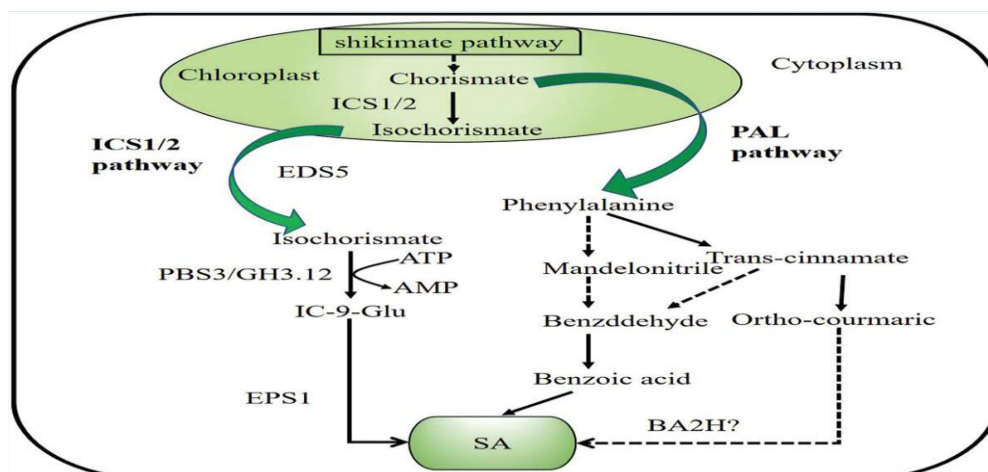 shikimate pathway
Chloroplast
Chorismate
Cytoplasm
ICS1/2
Isochorismate
ICS1/2
pathway
PAL
pathway
EDS5
Phenylalanine
Isochorismate
ATP
PBS3/GH3.12
AMP
Mandelonitrile
Trans-cinnamate
IC-9-Glu
Benzddehyde
Ortho-courmaric
Benzoic acid
EPS1
BA2H?
SA